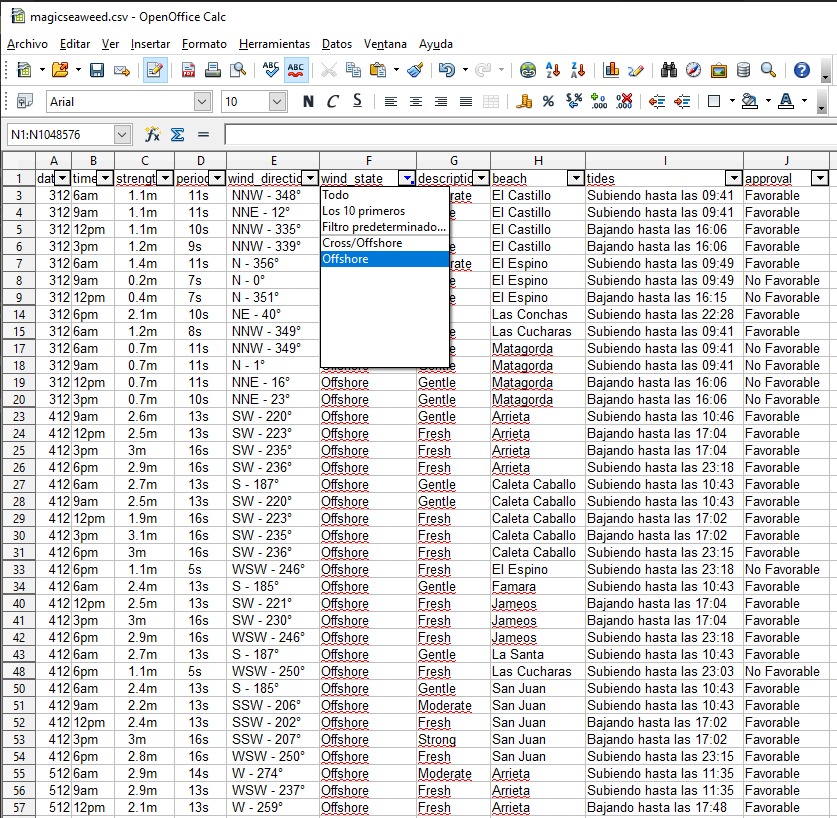 magicseaweed.csv - OpenOffice Calc
Archivo Editar Ver Insertar Formato Herramientas Datos Ventana Ayuda
Arial 10 N C S
N1:N1048576
A B C D E F G H I J
1 dat time strengt period wind_directio wind_state descriptio beach tides approval
3 312 6am 1.1m 11s NNW - 348° rate El Castillo Subiendo hasta las 09:41 Favorable
4 312 9am 1.1m 11s NNE - 12° e El Castillo Subiendo hasta las 09:41 Favorable
5 312 12pm 1.1m 10s NNW - 335° El Castillo Bajando hasta las 16:06 Favorable
6 312 3pm 1.2m 9s NNW - 339° El Castillo Bajando hasta las 16:06 Favorable
7 312 6am 1.4m 11s N - 356° rate El Espino Subiendo hasta las 09:49 Favorable
8 312 9am 0.2m 7s N - 0° e El Espino Subiendo hasta las 09:49 No Favorable
9 312 12pm 0.4m 7s N - 351° e El Espino Bajando hasta las 16:15 No Favorable
14 312 6pm 2.1m 10s NE - 40° Las Conchas Subiendo hasta las 22:28 Favorable
15 312 6am 1.2m 8s NNW - 349° e Las Cucharas Subiendo hasta las 09:41 Favorable
17 312 6am 0.7m 11s NNW - 349° e Matagorda Subiendo hasta las 09:41 No Favorable
18 312 9am 0.7m 11s N - 1° Offshore e Matagorda Subiendo hasta las 09:41 No Favorable
19 312 12pm 0.7m 11s NNE - 16° Offshore Gentle Matagorda Bajando hasta las 16:06 No Favorable
20 312 3pm 0.7m 10s NNE - 23° Offshore Gentle Matagorda Bajando hasta las 16:06 No Favorable
23 412 9am 2.6m 13s SW - 220° Offshore Gentle Arrieta Subiendo hasta las 10:46 Favorable
24 412 12pm 2.5m 13s SW - 223° Offshore Fresh Arrieta Bajando hasta las 17:04 Favorable
25 412 3pm 3m 16s SW - 235° Offshore Fresh Arrieta Bajando hasta las 17:04 Favorable
26 412 6pm 2.9m 16s SW - 236° Offshore Fresh Arrieta Subiendo hasta las 23:18 Favorable
27 412 6am 2.7m 13s S - 187° Offshore Gentle Caleta Caballo Subiendo hasta las 10:43 Favorable
28 412 9am 2.5m 13s SW - 220° Offshore Gentle Caleta Caballo Subiendo hasta las 10:43 Favorable
29 412 12pm 1.9m 16s SW - 223° Offshore Fresh Caleta Caballo Bajando hasta las 17:02 Favorable
30 412 3pm 3.1m 16s SW - 235° Offshore Fresh Caleta Caballo Bajando hasta las 17:02 Favorable
31 412 6pm 3m 16s SW - 236° Offshore Fresh Caleta Caballo Subiendo hasta las 23:15 Favorable
33 412 6pm 1.1m 5s WSW - 246° Offshore Fresh El Espino Subiendo hasta las 23:18 No Favorable
34 412 6am 2.4m 13s S - 185° Offshore Gentle Famara Subiendo hasta las 10:43 Favorable
40 412 12pm 2.5m 13s SW - 221° Offshore Fresh Jameos Bajando hasta las 17:04 Favorable
41 412 3pm 3m 16s SW - 230° Offshore Fresh Jameos Bajando hasta las 17:04 Favorable
42 412 6pm 2.9m 16s WSW - 246° Offshore Fresh Jameos Subiendo hasta las 23:18 Favorable
43 412 6am 2.7m 13s S - 187° Offshore Gentle La Santa Subiendo hasta las 10:43 Favorable
48 412 6pm 1.1m 5s WSW - 250° Offshore Fresh Las Cucharas Subiendo hasta las 23:03 No Favorable
50 412 6am 2.4m 13s S - 185° Offshore Gentle San Juan Subiendo hasta las 10:43 Favorable
51 412 9am 2.2m 13s SSW - 206° Offshore Moderate San Juan Subiendo hasta las 10:43 Favorable
52 412 12pm 2.4m 13s SSW - 202° Offshore Fresh San Juan Bajando hasta las 17:02 Favorable
53 412 3pm 3m 16s SSW - 207° Offshore Strong San Juan Bajando hasta las 17:02 Favorable
54 412 6pm 2.8m 16s WSW - 250° Offshore Fresh San Juan Subiendo hasta las 23:15 Favorable
55 512 6am 2.9m 14s W - 274° Offshore Moderate Arrieta Subiendo hasta las 11:35 Favorable
56 512 9am 2.9m 13s WSW - 237° Offshore Fresh Arrieta Subiendo hasta las 11:35 Favorable
57 512 12pm 2.1m 13s W - 259° Offshore Fresh Arrieta Bajando hasta las 17:48 Favorable
Todo
Los 10 primeros
Filtro predeterminado...
Cross/Offshore
Offshore